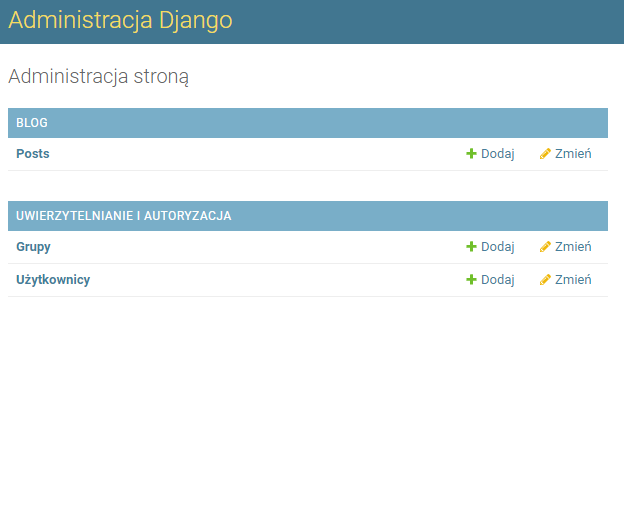 Administracja Django
Administracja stroną
BLOG
Posts Dodaj Zmień
UWIERZYTELNIANIE I AUTORYZACJA
Grupy Dodaj Zmień
Użytkownicy Dodaj Zmień